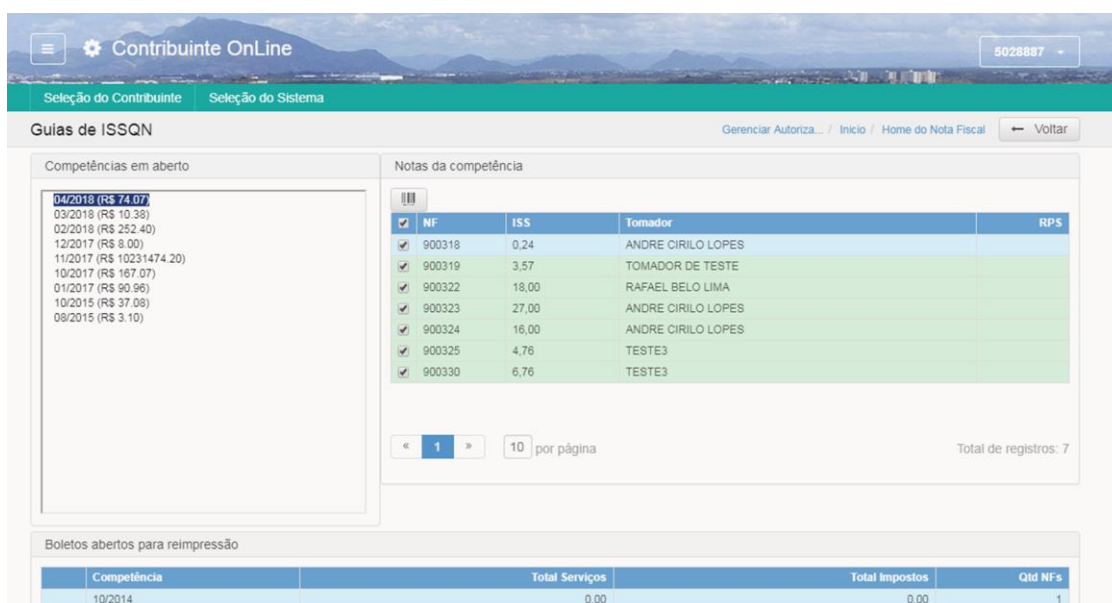 Contribuinte OnLine
5028887
Seleção do Contribuinte Seleção do Sistema
Guias de ISSQN
Gerenciar Autoriza... / Inicio / Home do Nota Fiscal
← Voltar
Competências em aberto
04/2018 (R$ 74.07)
03/2018 (R$ 10.38)
02/2018 (R$ 252.40)
12/2017 (R$ 8.00)
11/2017 (R$ 10231474.20)
10/2017 (R$ 167.07)
01/2017 (R$ 90.96)
10/2015 (R$ 37.08)
08/2015 (R$ 3.10)
Notas da competência
NF ISS Tomador RPS
900318 0,24 ANDRE CIRILO LOPES
900319 3,57 TOMADOR DE TESTE
900322 18,00 RAFAEL BELO LIMA
900323 27,00 ANDRE CIRILO LOPES
900324 16,00 ANDRE CIRILO LOPES
900325 4,76 TESTE3
900330 6,76 TESTE3
« 1 » 10 por página
Total de registros: 7
Boletos abertos para reimpressão
Competência Total Serviços Total Impostos Qtd NFs
10/2014 0.00 0.00 1